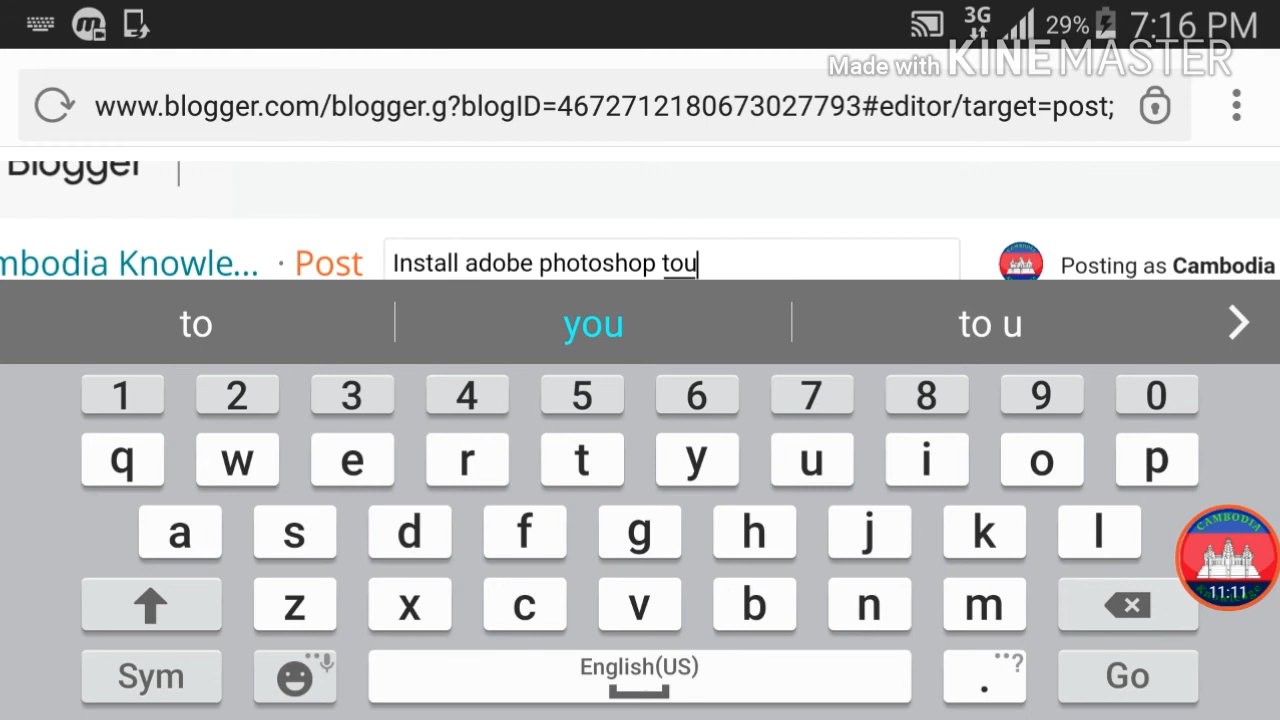 3G 29% 7:16 PM
Made with KINEMASTER
www.blogger.com/blogger.g?blogID=4672712180673027793#editor/target=post;
Blogger
mbodia Knowle... · Post Install adobe photoshop tou Posting as Cambodia
to you to u
1 2 3 4 5 6 7 8 9 0
q w e r t y u i o p
a s d f g h j k l
CAMBODIA
11:11
z x c v b n m
Sym English(US) . ..? Go